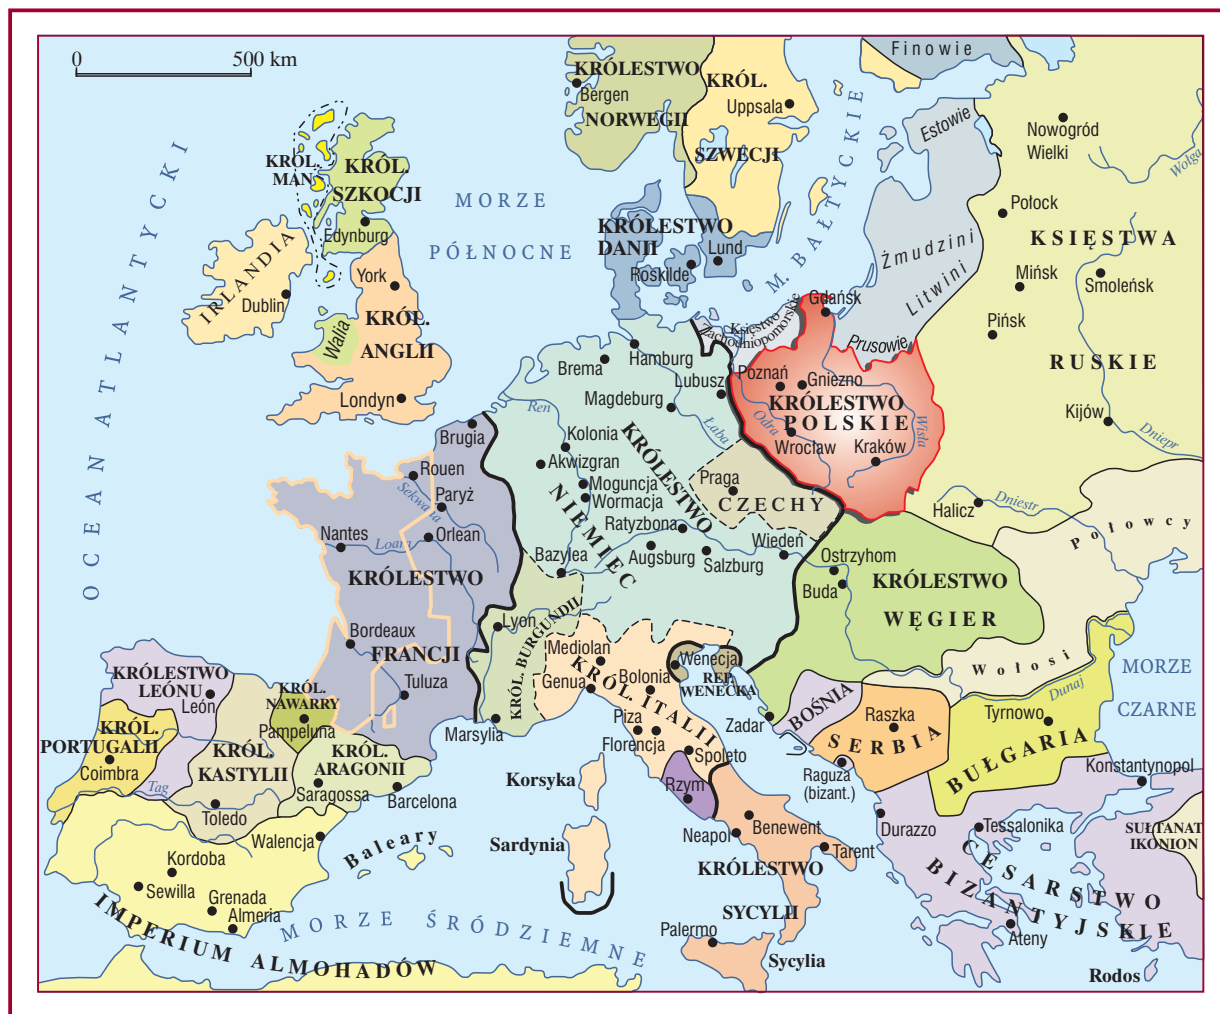 0 500 km
OCEAN ATLANTYCKI
MORZE
PÓŁNOCNE
M. BAŁTYCKIE
KRÓLESTWO
NORWEGII
Bergen
KRÓL.
SZWECJI
Uppsala
Finowie
Estowie
Nowogród
Wielki
Wołga
KRÓL.
MAN
KRÓL.
SZKOCJI
Edynburg
IRLANDIA
Dublin
York
Walia
KRÓL.
ANGLII
Londyn
KRÓLESTWO
DANII
Lund
Roskilde
Żmudzini
Litwini
Prusowie
Połock
KSIĘSTWA
RUSKIE
Mińsk
Smoleńsk
Pińsk
Kijów
Dniepr
Księstwo
Zachodniopomorskie
Gdańsk
Poznań
Gniezno
KRÓLESTWO
POLSKIE
Odra
Wisła
Wrocław
Kraków
Hamburg
Brema
Lubusz
Magdeburg
Łaba
Ren
Kolonia
Akwizgran
Moguncja
Wormacja
KRÓLESTWO
NIEMIEC
Ratyzbona
Augsburg
Salzburg
Wiedeń
Bazylea
Praga
CZECHY
Brugia
Rouen
Sekwana
Paryż
Nantes
Loara
Orlean
KRÓLESTWO
FRANCJI
Bordeaux
Tuluza
Lyon
KRÓL. BURGUNDII
Marsylia
Halicz
Dniestr
Połowcy
Ostrzyhom
Buda
KRÓLESTWO
WĘGIER
Wołosi
MORZE
CZARNE
Dunaj
Tyrnowo
BUŁGARIA
Mediolan
Genua
KRÓL. ITALII
Wenecja
REP.
WENECKA
Bolonia
Piza
Florencja
Spoleto
Rzym
Zadar
BOŚNIA
Raszka
SERBIA
Raguza
(bizant.)
KRÓLESTWO
LEÓNU
León
KRÓL.
NAWARRY
Pampeluna
KRÓL.
PORTUGALII
Coimbra
Tag
KRÓL.
KASTYLII
Toledo
KRÓL.
ARAGONII
Saragossa
Barcelona
Walencja
Baleary
Kordoba
Sewilla
Grenada
Almeria
IMPERIUM ALMOHADÓW
MORZE ŚRÓDZIEMNE
Korsyka
Sardynia
Neapol
Benewent
Tarent
KRÓLESTWO
SYCYLII
Palermo
Sycylia
Durazzo
Tessalonika
Konstantynopol
CESARSTWO
BIZANTYJSKIE
SUŁTANAT
IKONION
Ateny
Rodos